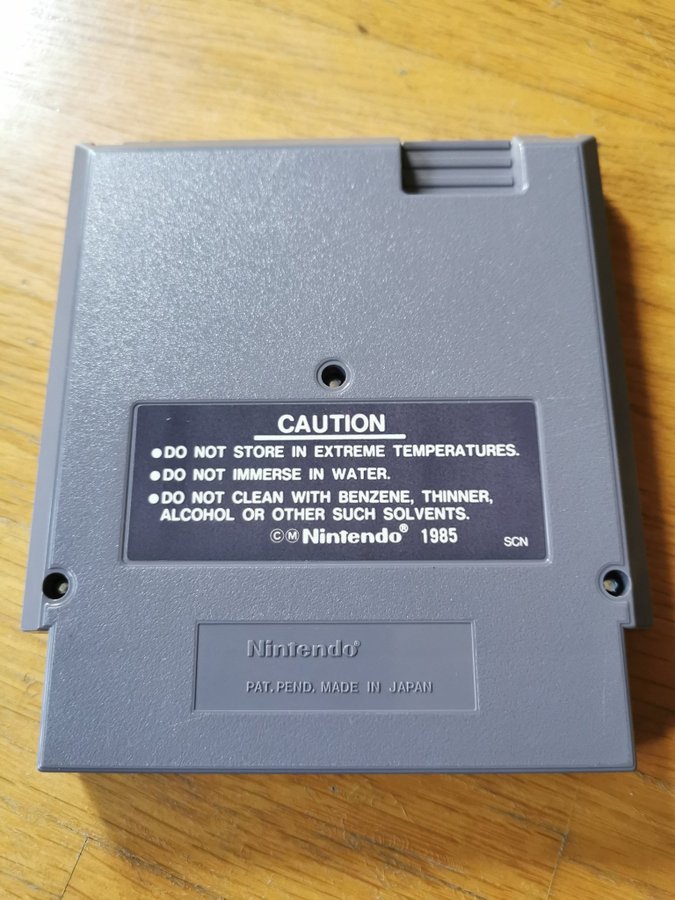 CAUTION
●DO NOT STORE IN EXTREME TEMPERATURES.
●DO NOT IMMERSE IN WATER.
●DO NOT CLEAN WITH BENZENE, THINNER,
ALCOHOL OR OTHER SUCH SOLVENTS.
ⒸⓂNintendo® 1985 SCN
Nintendo®
PAT. PEND. MADE IN JAPAN